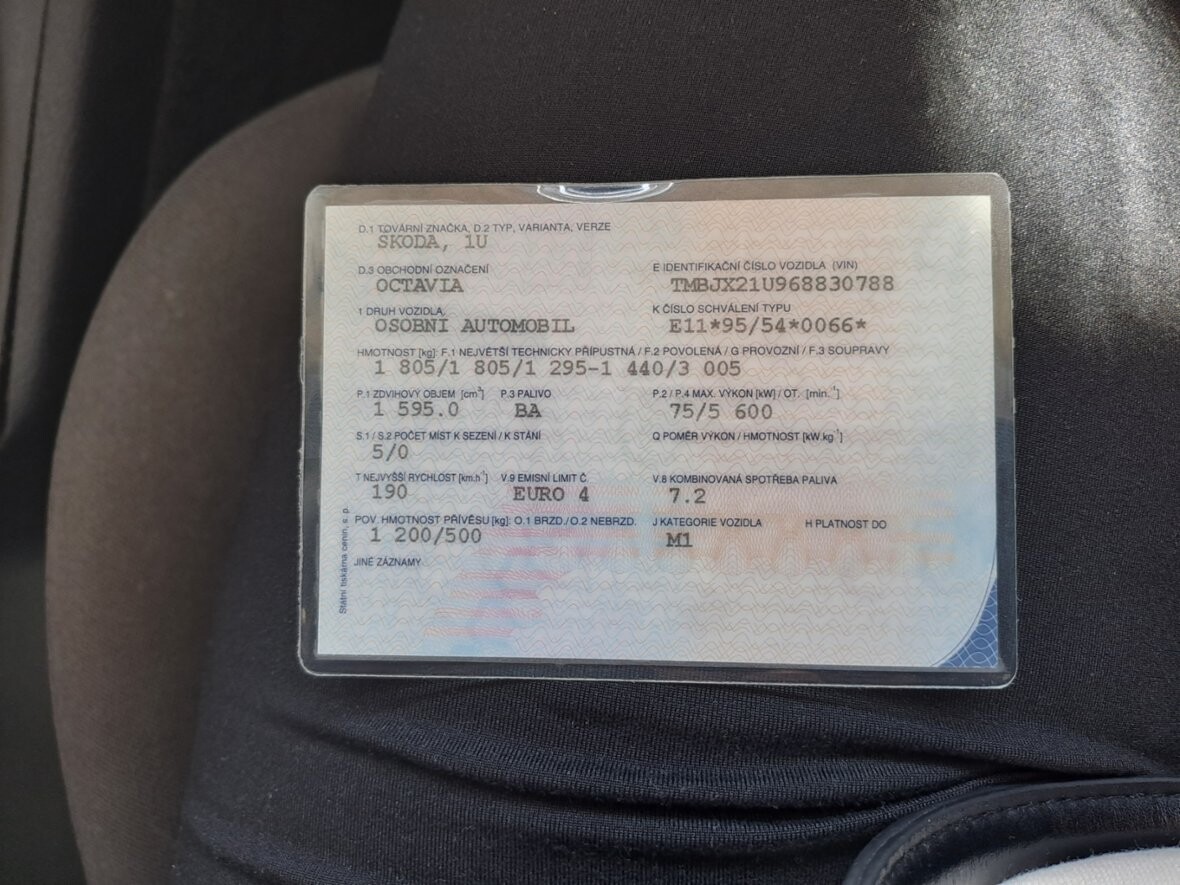 D.1 TOVÁRNÍ ZNAČKA, D.2 TYP, VARIANTA, VERZE
SKODA, 1U
D.3 OBCHODNÍ OZNAČENÍ E IDENTIFIKAČNÍ ČÍSLO VOZIDLA (VIN)
OCTAVIA TMBJX21U968830788
1 DRUH VOZIDLA K ČÍSLO SCHVÁLENÍ TYPU
OSOBNI AUTOMOBIL E11*95/54*0066*
HMOTNOST [kg]: F.1 NEJVĚTŠÍ TECHNICKY PŘÍPUSTNÁ / F.2 POVOLENÁ / G PROVOZNÍ / F.3 SOUPRAVY
1 805/1 805/1 295-1 440/3 005
P.1 ZDVIHOVÝ OBJEM [cm³] P.3 PALIVO P.2 / P.4 MAX. VÝKON [kW] / OT. [min.⁻¹]
1 595.0 BA 75/5 600
S.1 / S.2 POČET MÍST K SEZENÍ / K STÁNÍ Q POMĚR VÝKON / HMOTNOST [kW.kg⁻¹]
5/0
T NEJVYŠŠÍ RYCHLOST [km.h⁻¹] V.9 EMISNÍ LIMIT Č. V.8 KOMBINOVANÁ SPOTŘEBA PALIVA
190 EURO 4 7.2
POV. HMOTNOST PŘÍVĚSU [kg]: O.1 BRZD. / O.2 NEBRZD. J KATEGORIE VOZIDLA H PLATNOST DO
1 200/500 M1
JINÉ ZÁZNAMY
Státní tiskárna cenin, s. p.